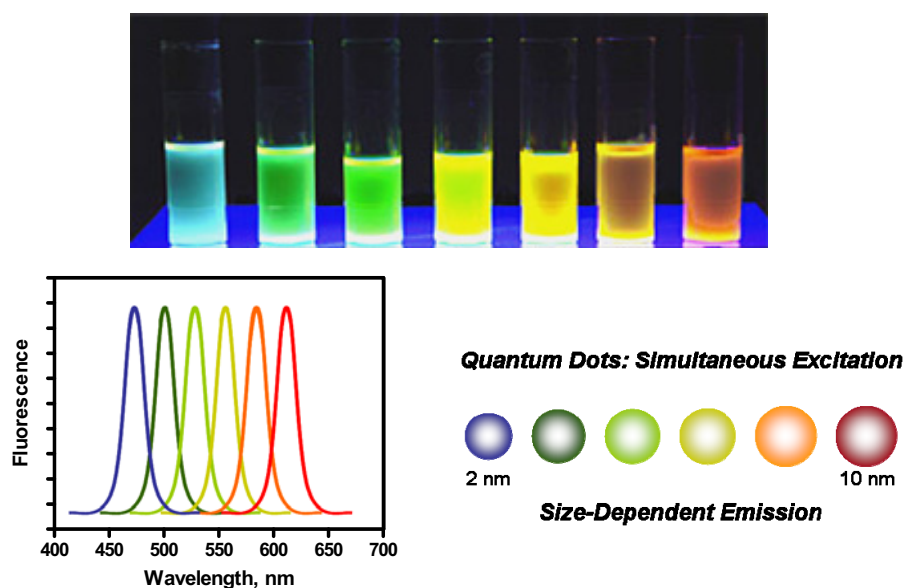 Fluorescence
400 450 500 550 600 650 700
Wavelength, nm
Quantum Dots: Simultaneous Excitation
2 nm 10 nm
Size-Dependent Emission